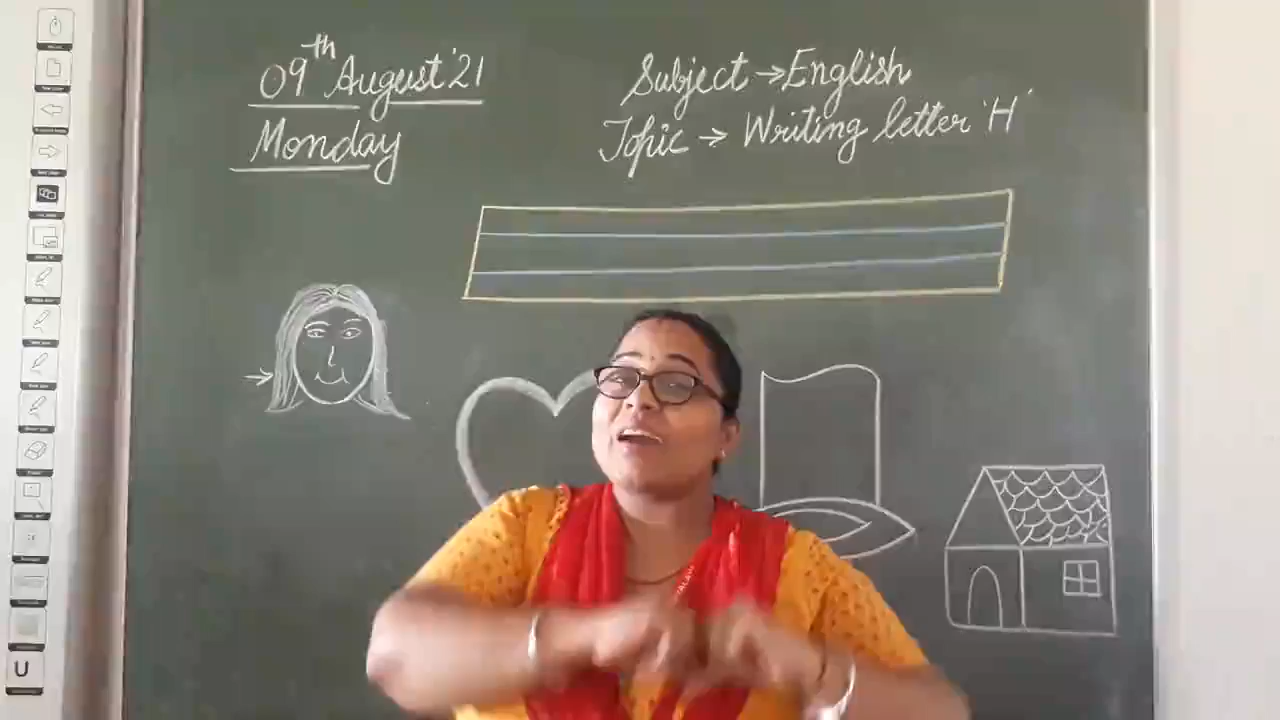 09th August '21
Monday
Subject → English
Topic → Writing letter 'H'
U